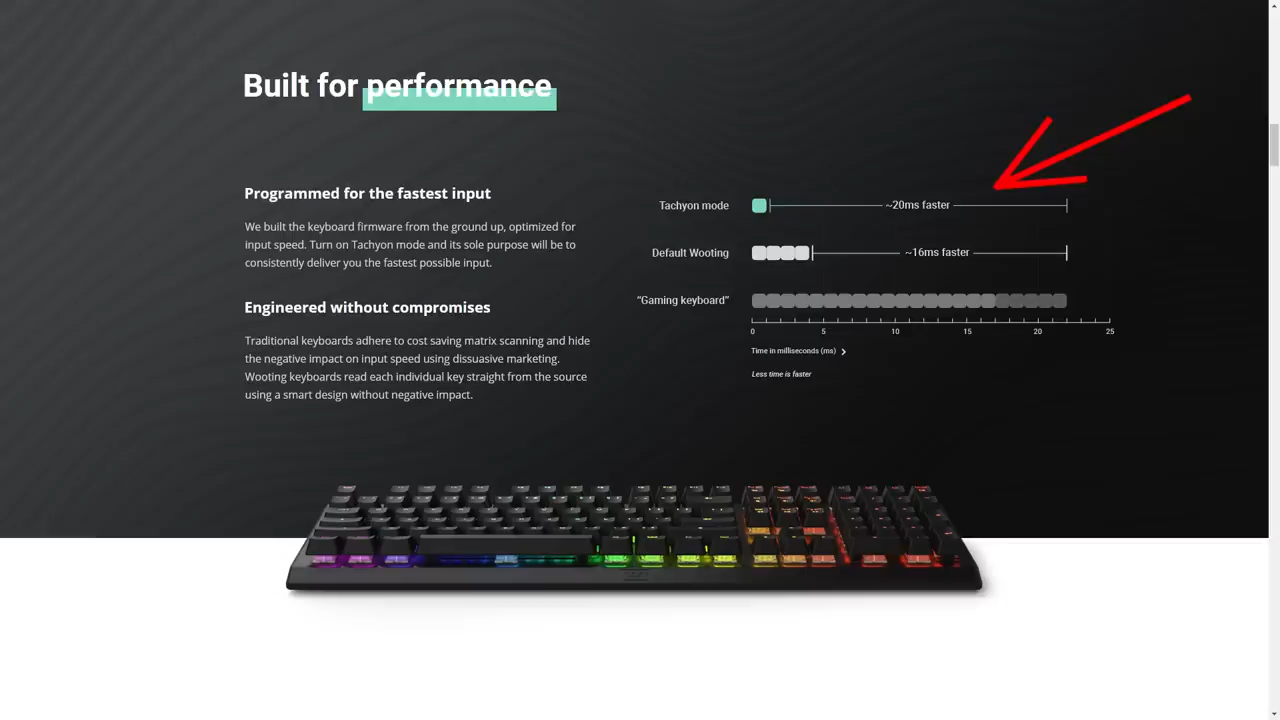 Built for performance
Programmed for the fastest input
We built the keyboard firmware from the ground up, optimized for
input speed. Turn on Tachyon mode and its sole purpose will be to
consistently deliver you the fastest possible input.
Engineered without compromises
Traditional keyboards adhere to cost saving matrix scanning and hide
the negative impact on input speed using dissuasive marketing.
Wooting keyboards read each individual key straight from the source
using a smart design without negative impact.
Tachyon mode ~20ms faster
Default Wooting ~16ms faster
"Gaming keyboard"
0 5 10 15 20 25
Time in milliseconds (ms)
Less time is faster